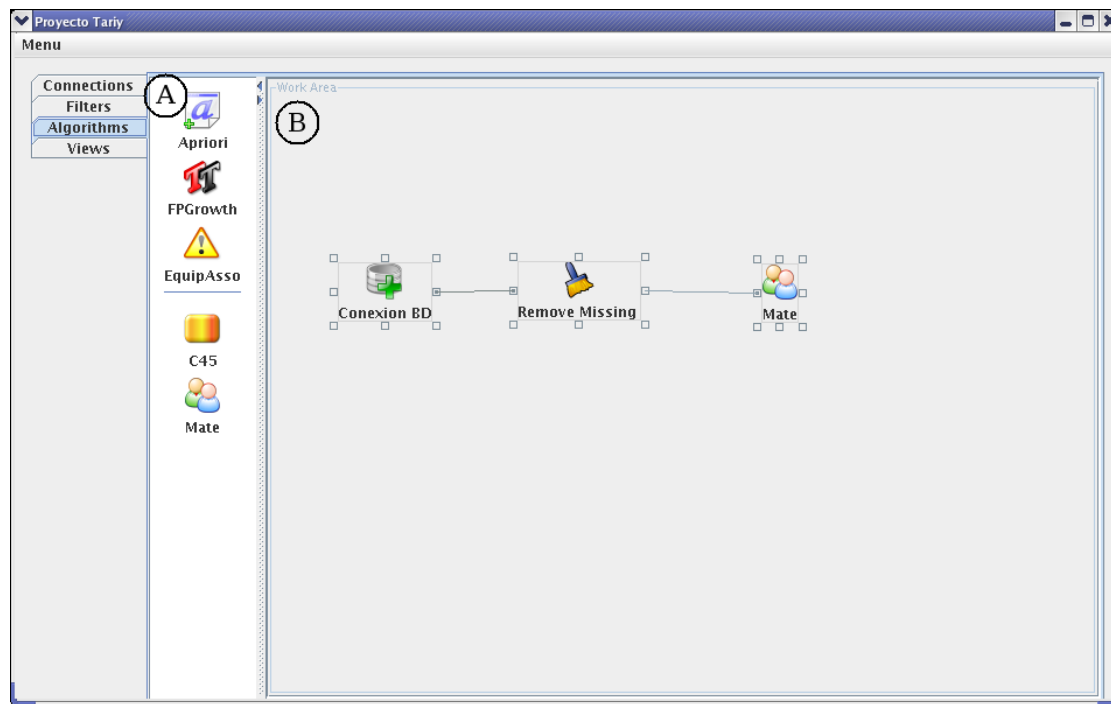 Proyecto Tariy
Menu
Connections
Filters
Algorithms
Views
A
Apriori
FPGrowth
EquipAsso
C45
Mate
Work Area
B
Conexion BD
Remove Missing
Mate